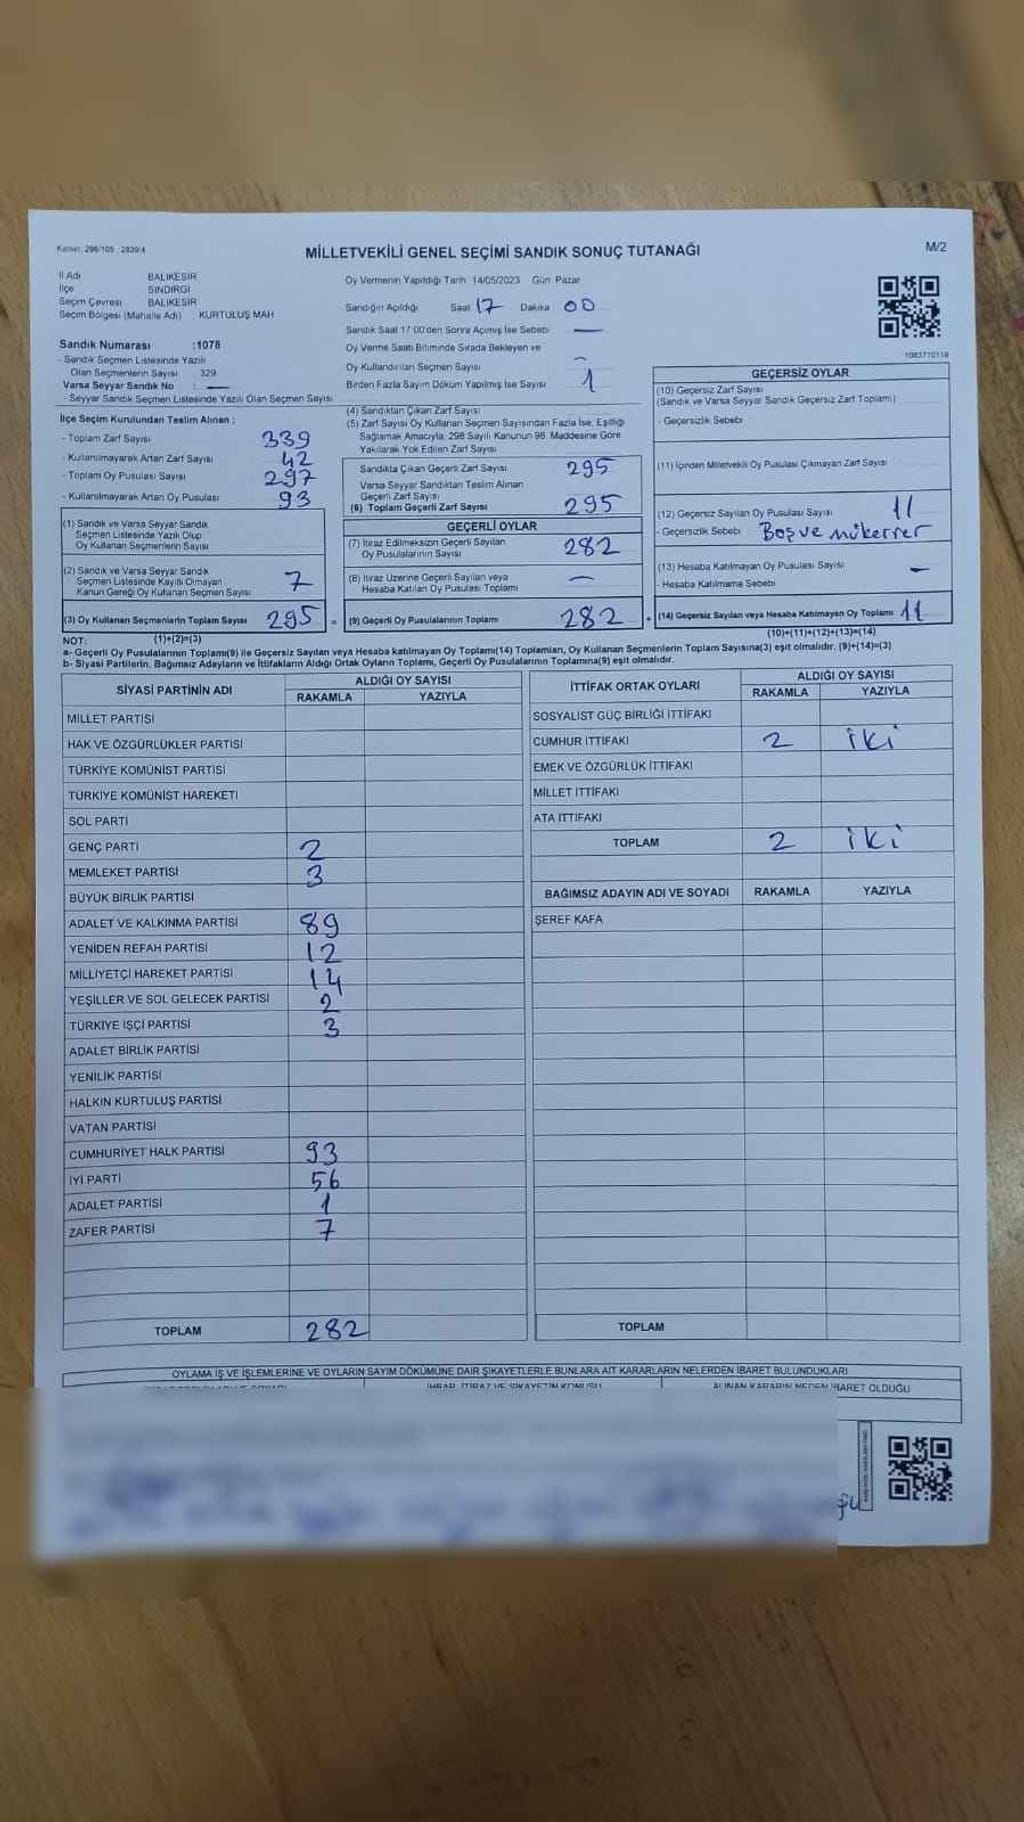 Kanun: 298/105 ; 2839/4
MİLLETVEKİLİ GENEL SEÇİMİ SANDIK SONUÇ TUTANAĞI
M/2
İl Adı BALIKESİR
İlçe SINDIRGI
Seçim Çevresi BALIKESİR
Seçim Bölgesi (Mahalle Adı) KURTULUŞ MAH
Sandık Numarası :1078
- Sandık Seçmen Listesinde Yazılı
Olan Seçmenlerin Sayısı 329
Varsa Seyyar Sandık No : —
- Seyyar Sandık Seçmen Listesinde Yazılı Olan Seçmen Sayısı
Oy Vermenin Yapıldığı Tarih 14/05/2023 Gün Pazar
Sandığın Açıldığı Saat 17 Dakika 00
Sandık Saat 17:00'den Sonra Açılmış İse Sebebi —
Oy Verme Saati Bitiminde Sırada Bekleyen ve
Oy Kullandırılan Seçmen Sayısı —
Birden Fazla Sayım Döküm Yapılmış İse Sayısı 1
1083710119
İlçe Seçim Kurulundan Teslim Alınan ;
- Toplam Zarf Sayısı 339
- Kullanılmayarak Artan Zarf Sayısı 42
- Toplam Oy Pusulası Sayısı 297
- Kullanılmayarak Artan Oy Pusulası 93
(1) Sandık ve Varsa Seyyar Sandık
Seçmen Listesinde Yazılı Olup
Oy Kullanan Seçmenlerin Sayısı
(2) Sandık ve Varsa Seyyar Sandık
Seçmen Listesinde Kayıtlı Olmayan
Kanun Gereği Oy Kullanan Seçmen Sayısı 7
(3) Oy Kullanan Seçmenlerin Toplam Sayısı 295 =
(4) Sandıktan Çıkan Zarf Sayısı
(5) Zarf Sayısı Oy Kullanan Seçmen Sayısından Fazla İse, Eşitliği
Sağlamak Amacıyla; 298 Sayılı Kanunun 98. Maddesine Göre
Yakılarak Yok Edilen Zarf Sayısı
Sandıkta Çıkan Geçerli Zarf Sayısı 295
Varsa Seyyar Sandıktan Teslim Alınan
Geçerli Zarf Sayısı
(6) Toplam Geçerli Zarf Sayısı 295
GEÇERLİ OYLAR
(7) İtiraz Edilmeksizin Geçerli Sayılan
Oy Pusulalarının Sayısı 282
(8) İtiraz Üzerine Geçerli Sayılan veya
Hesaba Katılan Oy Pusulası Toplamı —
(9) Geçerli Oy Pusulalarının Toplamı 282 +
GEÇERSİZ OYLAR
(10) Geçersiz Zarf Sayısı
(Sandık ve Varsa Seyyar Sandık Geçersiz Zarf Toplamı)
- Geçersizlik Sebebi
(11) İçinden Milletvekili Oy Pusulası Çıkmayan Zarf Sayısı
(12) Geçersiz Sayılan Oy Pusulası Sayısı 11
- Geçersizlik Sebebi Boş ve mükerrer
(13) Hesaba Katılmayan Oy Pusulası Sayısı —
- Hesaba Katılmama Sebebi
(14) Geçersiz Sayılan veya Hesaba Katılmayan Oy Toplamı 11
NOT: (1)+(2)=(3)
(10)+(11)+(12)+(13)=(14)
a- Geçerli Oy Pusulalarının Toplamı(9) ile Geçersiz Sayılan veya Hesaba katılmayan Oy Toplamı(14) Toplamları, Oy Kullanan Seçmenlerin Toplam Sayısına(3) eşit olmalıdır. (9)+(14)=(3)
b- Siyasi Partilerin, Bağımsız Adayların ve İttifakların Aldığı Ortak Oyların Toplamı, Geçerli Oy Pusulalarının Toplamına(9) eşit olmalıdır.
SİYASİ PARTİNİN ADI
ALDIĞI OY SAYISI
RAKAMLA YAZIYLA
MİLLET PARTİSİ
HAK VE ÖZGÜRLÜKLER PARTİSİ
TÜRKİYE KOMÜNİST PARTİSİ
TÜRKİYE KOMÜNİST HAREKETİ
SOL PARTİ
GENÇ PARTİ 2
MEMLEKET PARTİSİ 3
BÜYÜK BİRLİK PARTİSİ
ADALET VE KALKINMA PARTİSİ 89
YENİDEN REFAH PARTİSİ 12
MİLLİYETÇİ HAREKET PARTİSİ 14
YEŞİLLER VE SOL GELECEK PARTİSİ 2
TÜRKİYE İŞÇİ PARTİSİ 3
ADALET BİRLİK PARTİSİ
YENİLİK PARTİSİ
HALKIN KURTULUŞ PARTİSİ
VATAN PARTİSİ
CUMHURİYET HALK PARTİSİ 93
İYİ PARTİ 56
ADALET PARTİSİ 1
ZAFER PARTİSİ 7
TOPLAM 282
İTTİFAK ORTAK OYLARI
ALDIĞI OY SAYISI
RAKAMLA YAZIYLA
SOSYALİST GÜÇ BİRLİĞİ İTTİFAKI
CUMHUR İTTİFAKI 2 iki
EMEK VE ÖZGÜRLÜK İTTİFAKI
MİLLET İTTİFAKI
ATA İTTİFAKI
TOPLAM 2 iki
BAĞIMSIZ ADAYIN ADI VE SOYADI RAKAMLA YAZIYLA
ŞEREF KAFA
TOPLAM
OYLAMA İŞ VE İŞLEMLERİNE VE OYLARIN SAYIM DÖKÜMÜNE DAİR ŞİKAYETLERLE BUNLARA AİT KARARLARIN NELERDEN İBARET BULUNDUKLARI
İHBAR, İTİRAZ VE ŞİKAYETİN KONUSU
ALINAN KARARIN NEDEN İBARET OLDUĞU